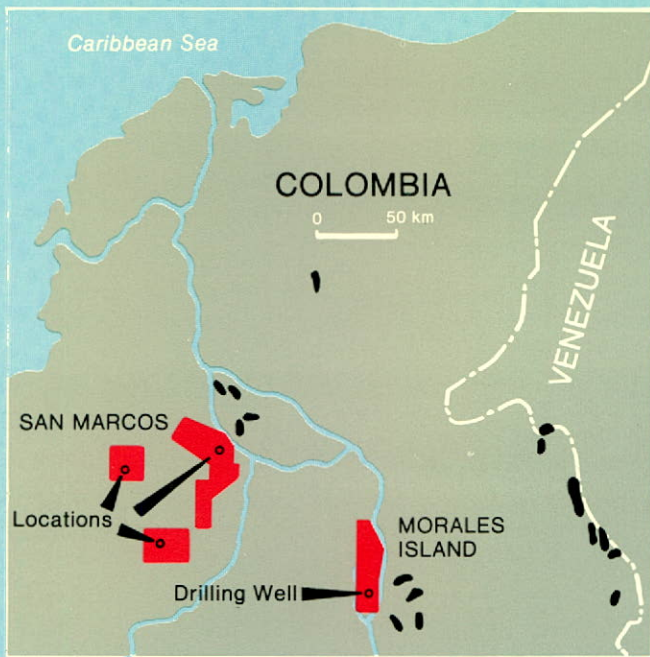 Caribbean Sea
COLOMBIA
0 50 km
VENEZUELA
SAN MARCOS
Locations
MORALES
ISLAND
Drilling Well